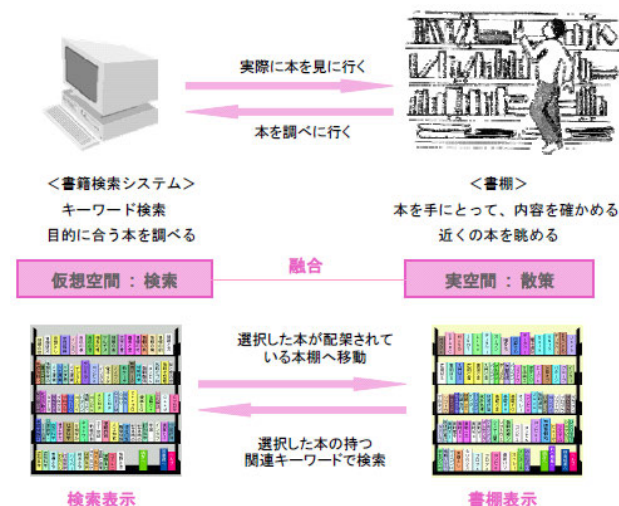 実際に本を見に行く
本を調べに行く
＜書籍検索システム＞
キーワード検索
目的に合う本を調べる
＜書棚＞
本を手にとって、内容を確かめる
近くの本を眺める
仮想空間 ： 検索
融合
実空間 ： 散策
選択した本が配架されて
いる本棚へ移動
選択した本の持つ
関連キーワードで検索
検索表示
書棚表示